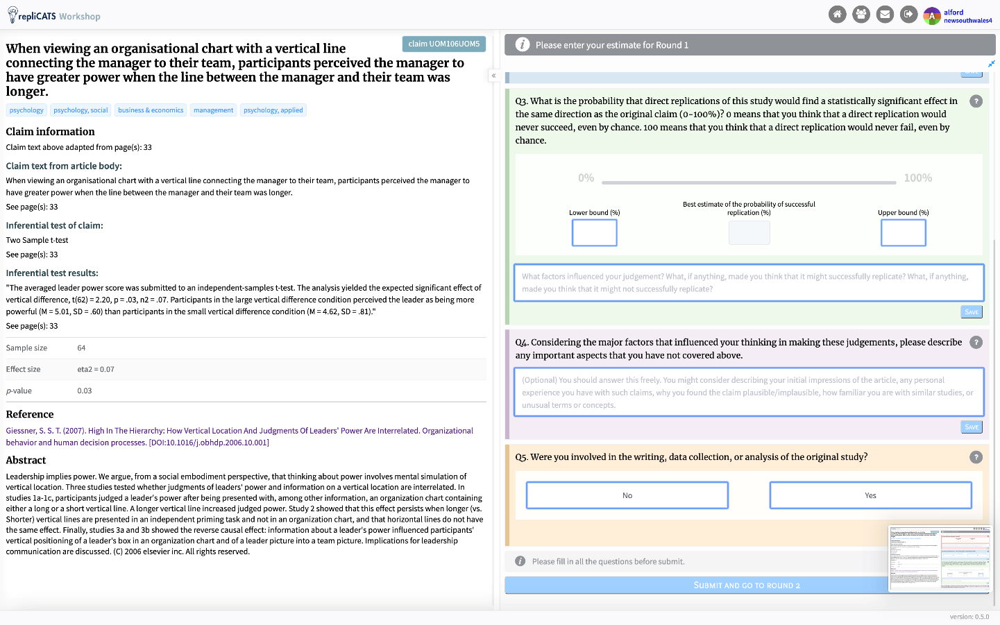 repliCATS Workshop
alford
newsouthwales4
A
claim UOM106UOM5
When viewing an organisational chart with a vertical line
connecting the manager to their team, participants perceived the manager to
have greater power when the line between the manager and their team was
longer.
psychology
psychology, social
business & economics
management
psychology, applied
Claim information
Claim text above adapted from page(s): 33
Claim text from article body:
When viewing an organisational chart with a vertical line connecting the manager to their team, participants perceived the manager to
have greater power when the line between the manager and their team was longer.
See page(s): 33
Inferential test of claim:
Two Sample t-test
See page(s): 33
Inferential test results:
"The averaged leader power score was submitted to an independent-samples t-test. The analysis yielded the expected significant effect of
vertical difference, t(62) = 2.20, p = .03, n2 = .07. Participants in the large vertical difference condition perceived the leader as being more
powerful (M = 5.01, SD = .60) than participants in the small vertical difference condition (M = 4.62, SD = .81)."
See page(s): 33
Sample size 64
Effect size eta2 = 0.07
p-value 0.03
Reference
Giessner, S. S. T. (2007). High In The Hierarchy: How Vertical Location And Judgments Of Leaders' Power Are Interrelated. Organizational
behavior and human decision processes. [DOI:10.1016/j.obhdp.2006.10.001]
Abstract
Leadership implies power. We argue, from a social embodiment perspective, that thinking about power involves mental simulation of
vertical location. Three studies tested whether judgments of leaders' power and information on a vertical location are interrelated. In
studies 1a-1c, participants judged a leader's power after being presented with, among other information, an organization chart containing
either a long or a short vertical line. A longer vertical line increased judged power. Study 2 showed that this effect persists when longer (vs.
Shorter) vertical lines are presented in an independent priming task and not in an organization chart, and that horizontal lines do not have
the same effect. Finally, studies 3a and 3b showed the reverse causal effect: information about a leader's power influenced participants'
vertical positioning of a leader's box in an organization chart and of a leader picture into a team picture. Implications for leadership
communication are discussed. (C) 2006 elsevier inc. All rights reserved.
«
i Please enter your estimate for Round 1
Q3. What is the probability that direct replications of this study would find a statistically significant effect in
the same direction as the original claim (0-100%)? 0 means that you think that a direct replication would
never succeed, even by chance. 100 means that you think that a direct replication would never fail, even by
chance.
?
0%
100%
Lower bound (%)
Best estimate of the probability of successful
replication (%)
Upper bound (%)
What factors influenced your judgement? What, if anything, made you think that it might successfully replicate? What, if anything,
made you think that it might not successfully replicate?
SAVE
Q4. Considering the major factors that influenced your thinking in making these judgements, please describe
any important aspects that you have not covered above.
?
(Optional) You should answer this freely. You might consider describing your initial impressions of the article, any personal
experience you have with such claims, why you found the claim plausible/implausible, how familiar you are with similar studies, or
unusual terms or concepts.
SAVE
Q5. Were you involved in the writing, data collection, or analysis of the original study?
?
No
Yes
i Please fill in all the questions before submit.
SUBMIT AND GO TO ROUND 2
version: 0.5.0